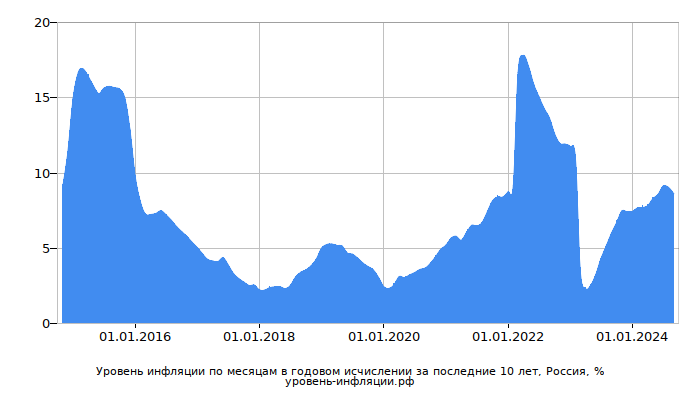 20
15
10
5
0
01.01.2016 01.01.2018 01.01.2020 01.01.2022 01.01.2024
Уровень инфляции по месяцам в годовом исчислении за последние 10 лет, Россия, %
уровень-инфляции.рф